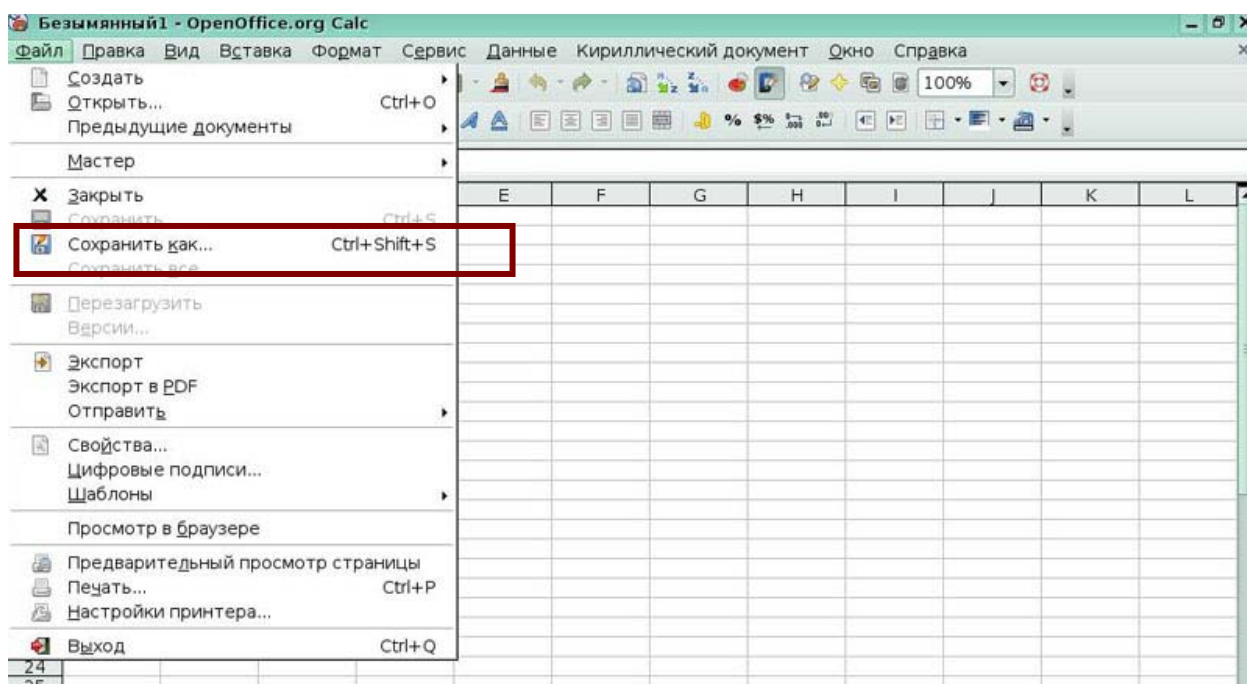 Безымянный1 - OpenOffice.org Calc
Файл Правка Вид Вставка Формат Сервис Данные Кириллический документ Окно Справка
Создать
100%
Открыть... Ctrl+O
Предыдущие документы
Мастер
Закрыть
E F G H I J K L
Сохранить Ctrl+S
Сохранить как... Ctrl+Shift+S
Сохранить все
Перезагрузить
Версии...
Экспорт
Экспорт в PDF
Отправить
Свойства...
Цифровые подписи...
Шаблоны
Просмотр в браузере
Предварительный просмотр страницы
Печать... Ctrl+P
Настройки принтера...
Выход Ctrl+Q
24